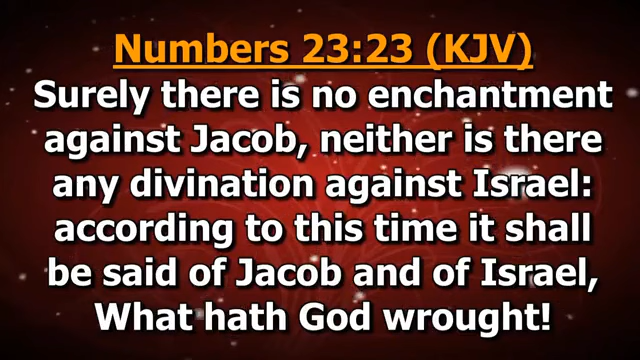 Numbers 23:23 (KJV)
Surely there is no enchantment
against Jacob, neither is there
any divination against Israel:
according to this time it shall
be said of Jacob and of Israel,
What hath God wrought!